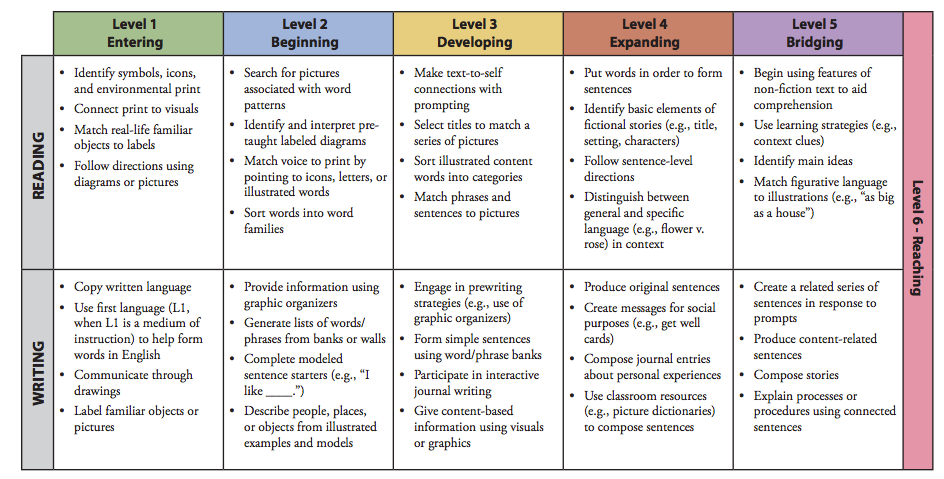 Level 1
Entering
Level 2
Beginning
Level 3
Developing
Level 4
Expanding
Level 5
Bridging
READING
• Identify symbols, icons,
and environmental print
• Connect print to visuals
• Match real-life familiar
objects to labels
• Follow directions using
diagrams or pictures
• Search for pictures
associated with word
patterns
• Identify and interpret pre-
taught labeled diagrams
• Match voice to print by
pointing to icons, letters, or
illustrated words
• Sort words into word
families
• Make text-to-self
connections with
prompting
• Select titles to match a
series of pictures
• Sort illustrated content
words into categories
• Match phrases and
sentences to pictures
• Put words in order to form
sentences
• Identify basic elements of
fictional stories (e.g., title,
setting, characters)
• Follow sentence-level
directions
• Distinguish between
general and specific
language (e.g., flower v.
rose) in context
• Begin using features of
non-fiction text to aid
comprehension
• Use learning strategies (e.g.,
context clues)
• Identify main ideas
• Match figurative language
to illustrations (e.g., “as big
as a house”)
WRITING
• Copy written language
• Use first language (L1,
when L1 is a medium of
instruction) to help form
words in English
• Communicate through
drawings
• Label familiar objects or
pictures
• Provide information using
graphic organizers
• Generate lists of words/
phrases from banks or walls
• Complete modeled
sentence starters (e.g., “I
like ____.”)
• Describe people, places,
or objects from illustrated
examples and models
• Engage in prewriting
strategies (e.g., use of
graphic organizers)
• Form simple sentences
using word/phrase banks
• Participate in interactive
journal writing
• Give content-based
information using visuals
or graphics
• Produce original sentences
• Create messages for social
purposes (e.g., get well
cards)
• Compose journal entries
about personal experiences
• Use classroom resources
(e.g., picture dictionaries)
to compose sentences
• Create a related series of
sentences in response to
prompts
• Produce content-related
sentences
• Compose stories
• Explain processes or
procedures using connected
sentences
Level 6 - Reaching